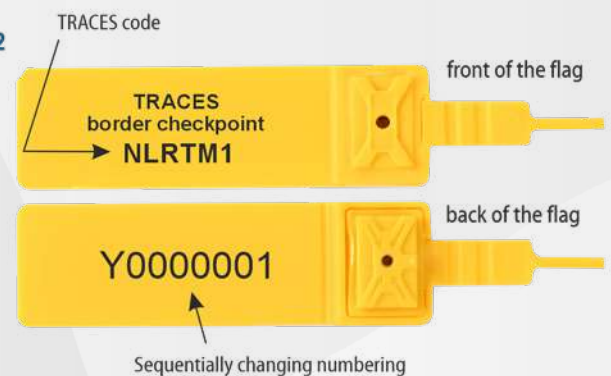 TRACES code
2
front of the flag
TRACES
border checkpoint
NLRTM1
back of the flag
Y0000001
Sequentially changing numbering